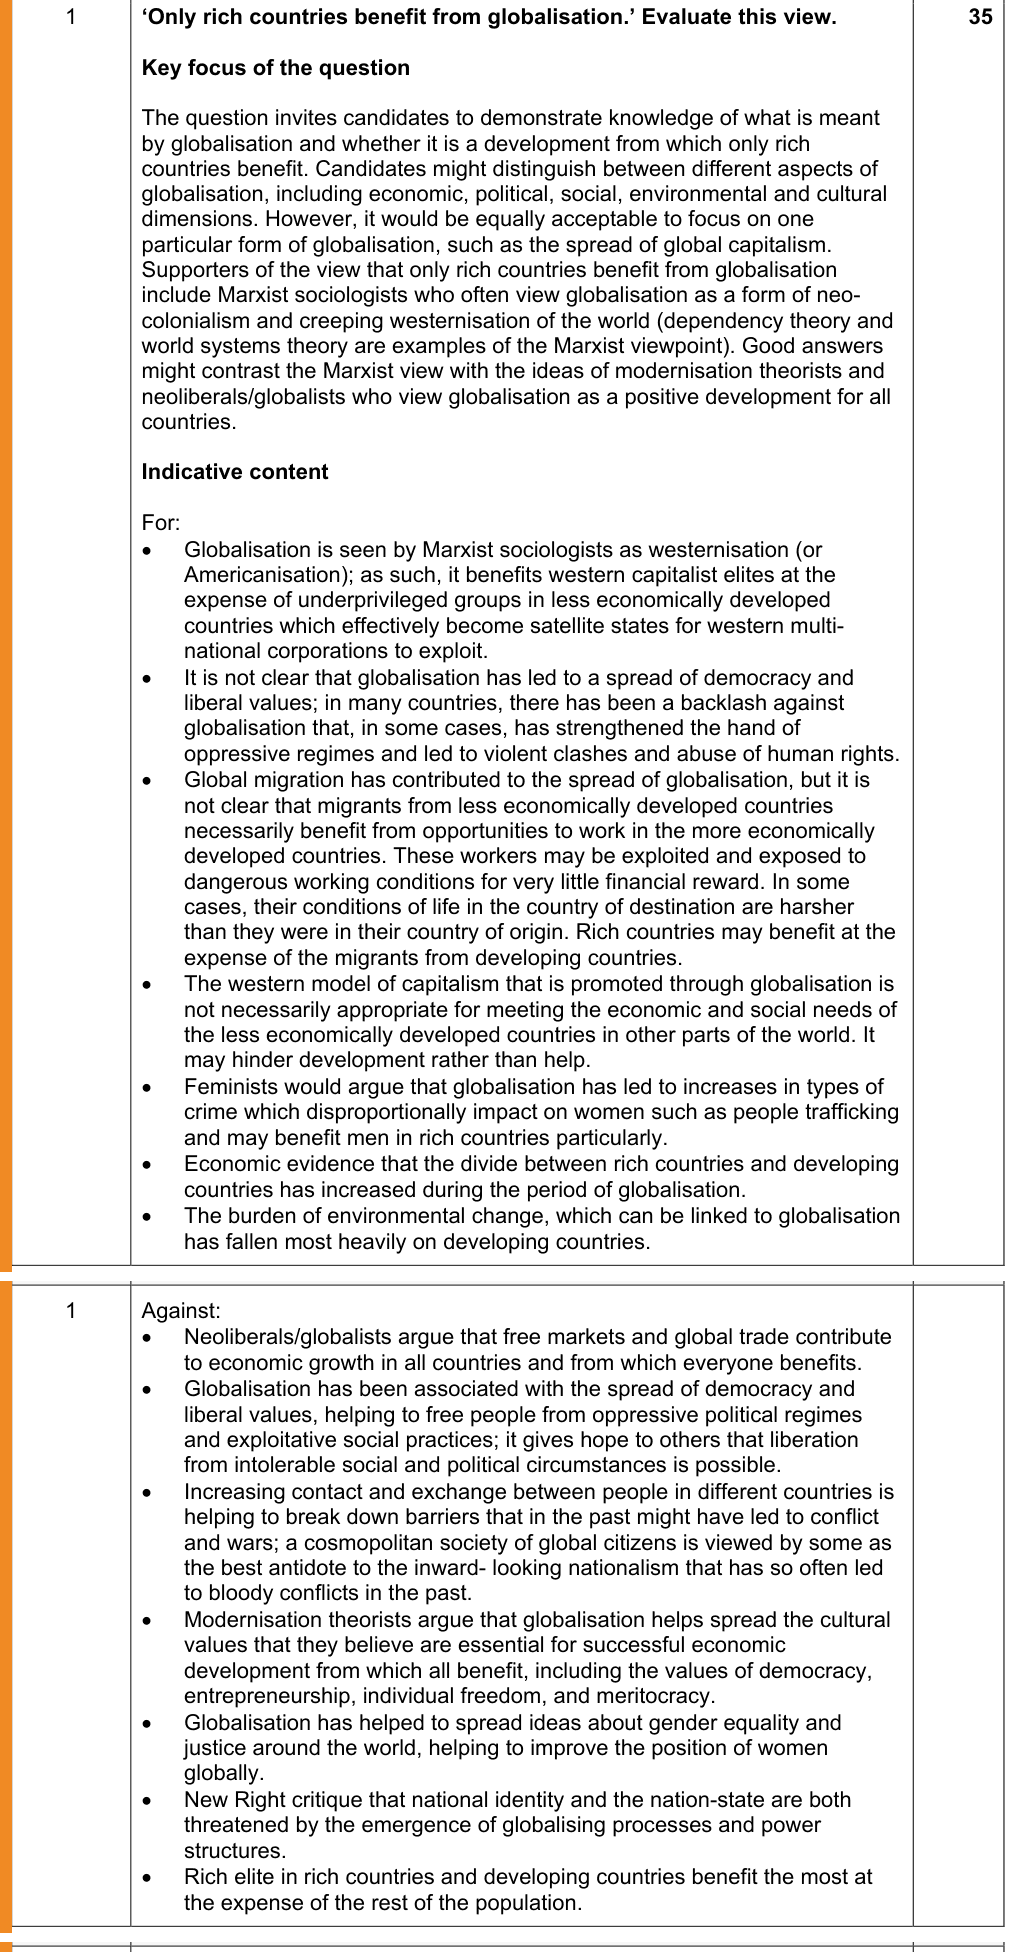 1 ‘Only rich countries benefit from globalisation.’ Evaluate this view. 35
Key focus of the question
The question invites candidates to demonstrate knowledge of what is meant
by globalisation and whether it is a development from which only rich
countries benefit. Candidates might distinguish between different aspects of
globalisation, including economic, political, social, environmental and cultural
dimensions. However, it would be equally acceptable to focus on one
particular form of globalisation, such as the spread of global capitalism.
Supporters of the view that only rich countries benefit from globalisation
include Marxist sociologists who often view globalisation as a form of neo-
colonialism and creeping westernisation of the world (dependency theory and
world systems theory are examples of the Marxist viewpoint). Good answers
might contrast the Marxist view with the ideas of modernisation theorists and
neoliberals/globalists who view globalisation as a positive development for all
countries.
Indicative content
For:
• Globalisation is seen by Marxist sociologists as westernisation (or
Americanisation); as such, it benefits western capitalist elites at the
expense of underprivileged groups in less economically developed
countries which effectively become satellite states for western multi-
national corporations to exploit.
• It is not clear that globalisation has led to a spread of democracy and
liberal values; in many countries, there has been a backlash against
globalisation that, in some cases, has strengthened the hand of
oppressive regimes and led to violent clashes and abuse of human rights.
• Global migration has contributed to the spread of globalisation, but it is
not clear that migrants from less economically developed countries
necessarily benefit from opportunities to work in the more economically
developed countries. These workers may be exploited and exposed to
dangerous working conditions for very little financial reward. In some
cases, their conditions of life in the country of destination are harsher
than they were in their country of origin. Rich countries may benefit at the
expense of the migrants from developing countries.
• The western model of capitalism that is promoted through globalisation is
not necessarily appropriate for meeting the economic and social needs of
the less economically developed countries in other parts of the world. It
may hinder development rather than help.
• Feminists would argue that globalisation has led to increases in types of
crime which disproportionally impact on women such as people trafficking
and may benefit men in rich countries particularly.
• Economic evidence that the divide between rich countries and developing
countries has increased during the period of globalisation.
• The burden of environmental change, which can be linked to globalisation
has fallen most heavily on developing countries.
1 Against:
• Neoliberals/globalists argue that free markets and global trade contribute
to economic growth in all countries and from which everyone benefits.
• Globalisation has been associated with the spread of democracy and
liberal values, helping to free people from oppressive political regimes
and exploitative social practices; it gives hope to others that liberation
from intolerable social and political circumstances is possible.
• Increasing contact and exchange between people in different countries is
helping to break down barriers that in the past might have led to conflict
and wars; a cosmopolitan society of global citizens is viewed by some as
the best antidote to the inward- looking nationalism that has so often led
to bloody conflicts in the past.
• Modernisation theorists argue that globalisation helps spread the cultural
values that they believe are essential for successful economic
development from which all benefit, including the values of democracy,
entrepreneurship, individual freedom, and meritocracy.
• Globalisation has helped to spread ideas about gender equality and
justice around the world, helping to improve the position of women
globally.
• New Right critique that national identity and the nation-state are both
threatened by the emergence of globalising processes and power
structures.
• Rich elite in rich countries and developing countries benefit the most at
the expense of the rest of the population.